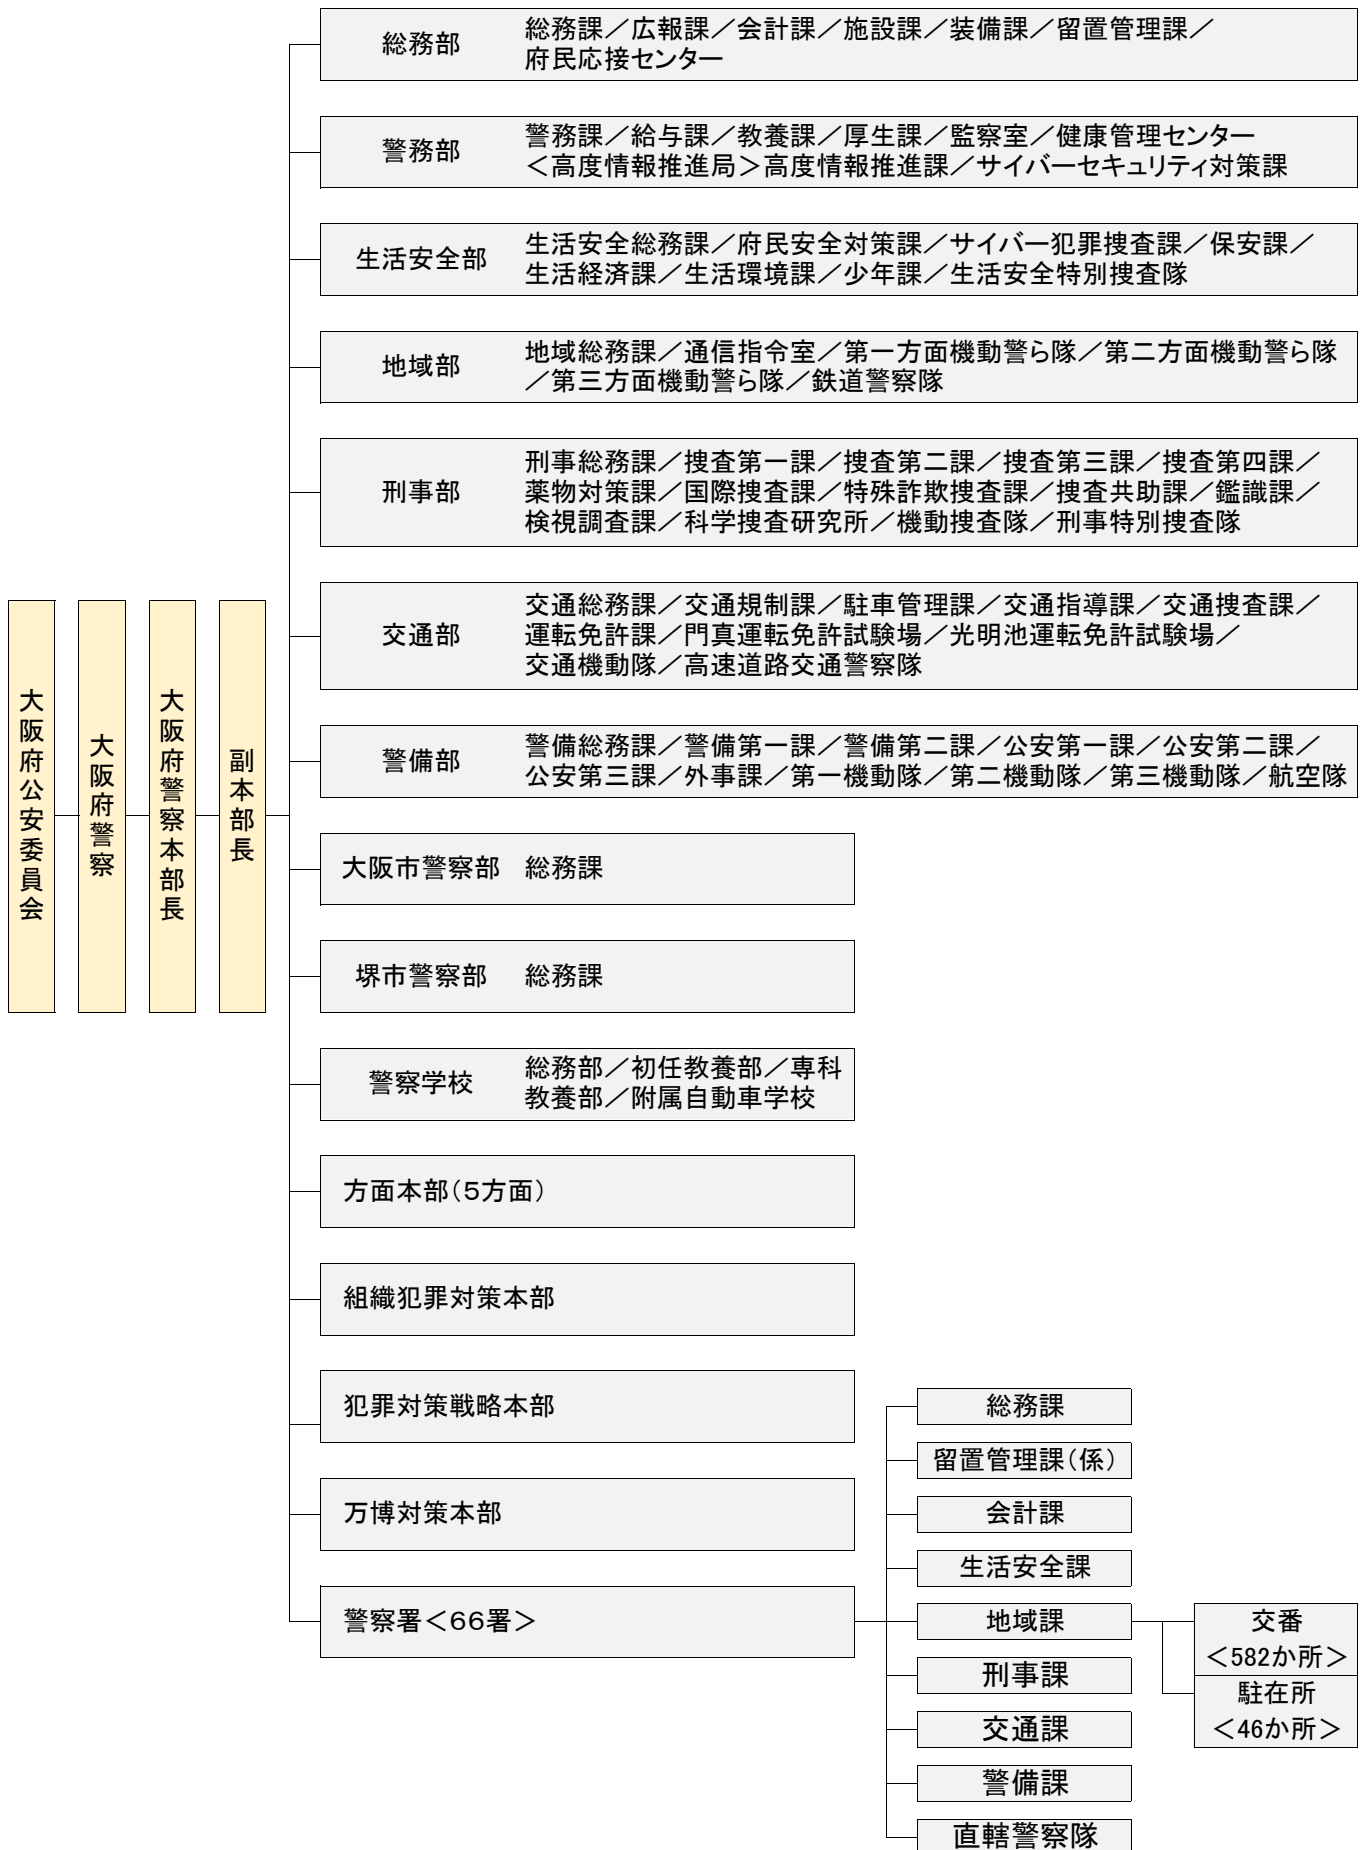 総務部
総務課／広報課／会計課／施設課／装備課／留置管理課／
府民応接センター
警務部
警務課／給与課／教養課／厚生課／監察室／健康管理センター
＜高度情報推進局＞高度情報推進課／サイバーセキュリティ対策課
生活安全部
生活安全総務課／府民安全対策課／サイバー犯罪捜査課／保安課／
生活経済課／生活環境課／少年課／生活安全特別捜査隊
地域部
地域総務課／通信指令室／第一方面機動警ら隊／第二方面機動警ら隊
／第三方面機動警ら隊／鉄道警察隊
刑事部
刑事総務課／捜査第一課／捜査第二課／捜査第三課／捜査第四課／
薬物対策課／国際捜査課／特殊詐欺捜査課／捜査共助課／鑑識課／
検視調査課／科学捜査研究所／機動捜査隊／刑事特別捜査隊
交通部
交通総務課／交通規制課／駐車管理課／交通指導課／交通捜査課／
運転免許課／門真運転免許試験場／光明池運転免許試験場／
交通機動隊／高速道路交通警察隊
大阪府公安委員会
大阪府警察
大阪府警察本部長
副本部長
警備部
警備総務課／警備第一課／警備第二課／公安第一課／公安第二課／
公安第三課／外事課／第一機動隊／第二機動隊／第三機動隊／航空隊
大阪市警察部 総務課
堺市警察部 総務課
警察学校
総務部／初任教養部／専科
教養部／附属自動車学校
方面本部（５方面）
組織犯罪対策本部
犯罪対策戦略本部
万博対策本部
警察署＜６６署＞
総務課
留置管理課（係）
会計課
生活安全課
地域課
刑事課
交通課
警備課
直轄警察隊
交番
＜582か所＞
駐在所
＜46か所＞